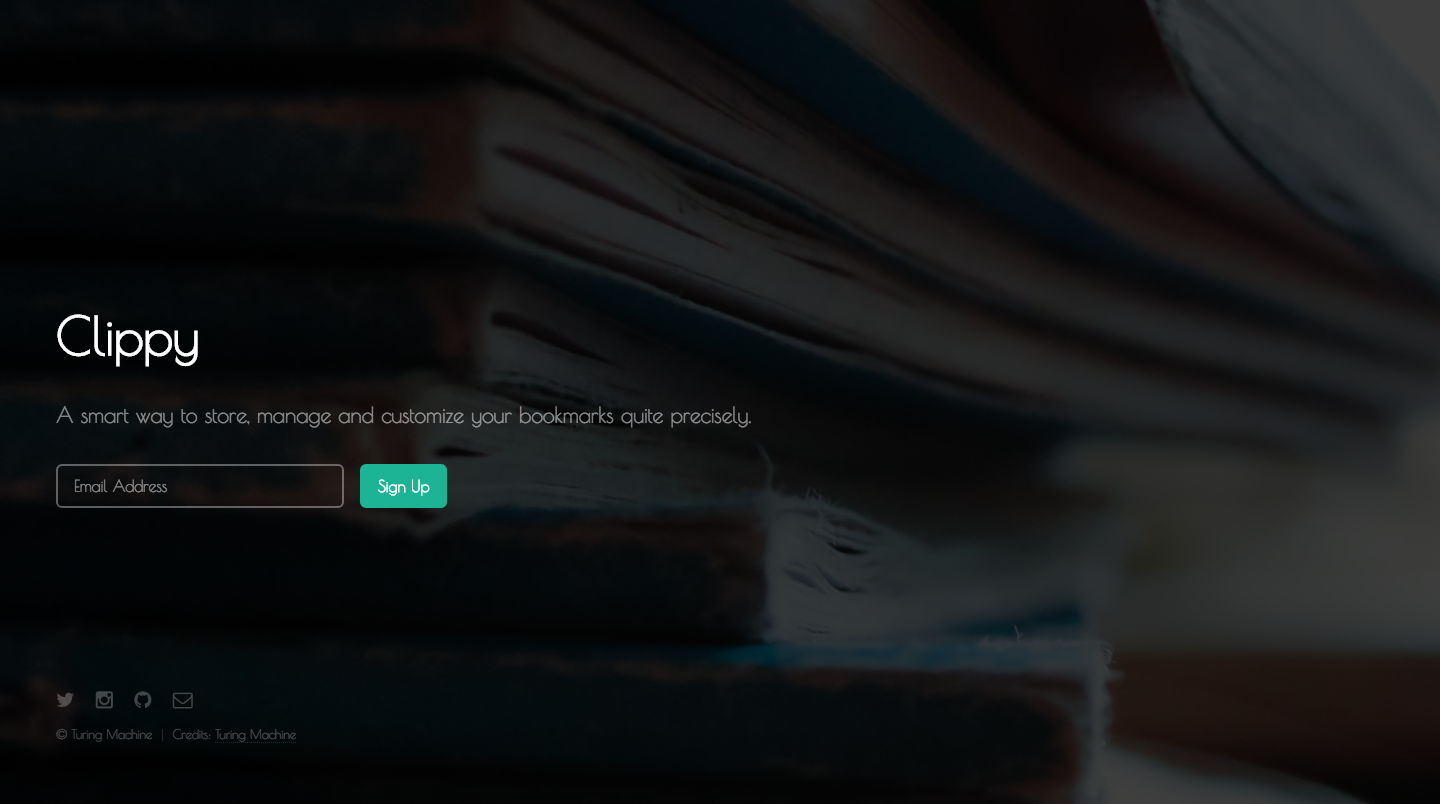 Clippy
A smart way to store, manage and customize your bookmarks quite precisely.
Email Address
Sign Up
© Turing Machine | Credits: Turing Machine